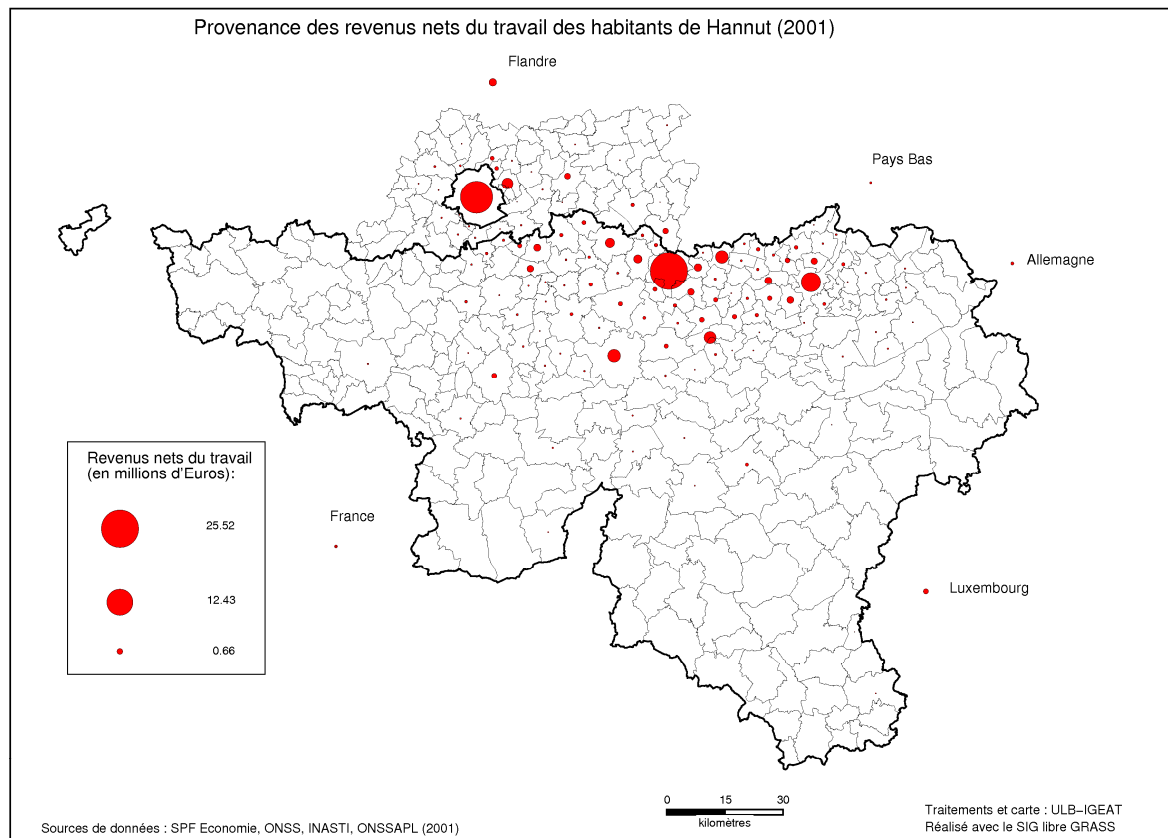 Provenance des revenus nets du travail des habitants de Hannut (2001)
Flandre
Pays Bas
Allemagne
Revenus nets du travail
(en millions d'Euros):
25.52
12.43
0.66
France
Luxembourg
0 15 30
kilomètres
Sources de données : SPF Economie, ONSS, INASTI, ONSSAPL (2001)
Traitements et carte : ULB–IGEAT
Réalisé avec le SIG libre GRASS